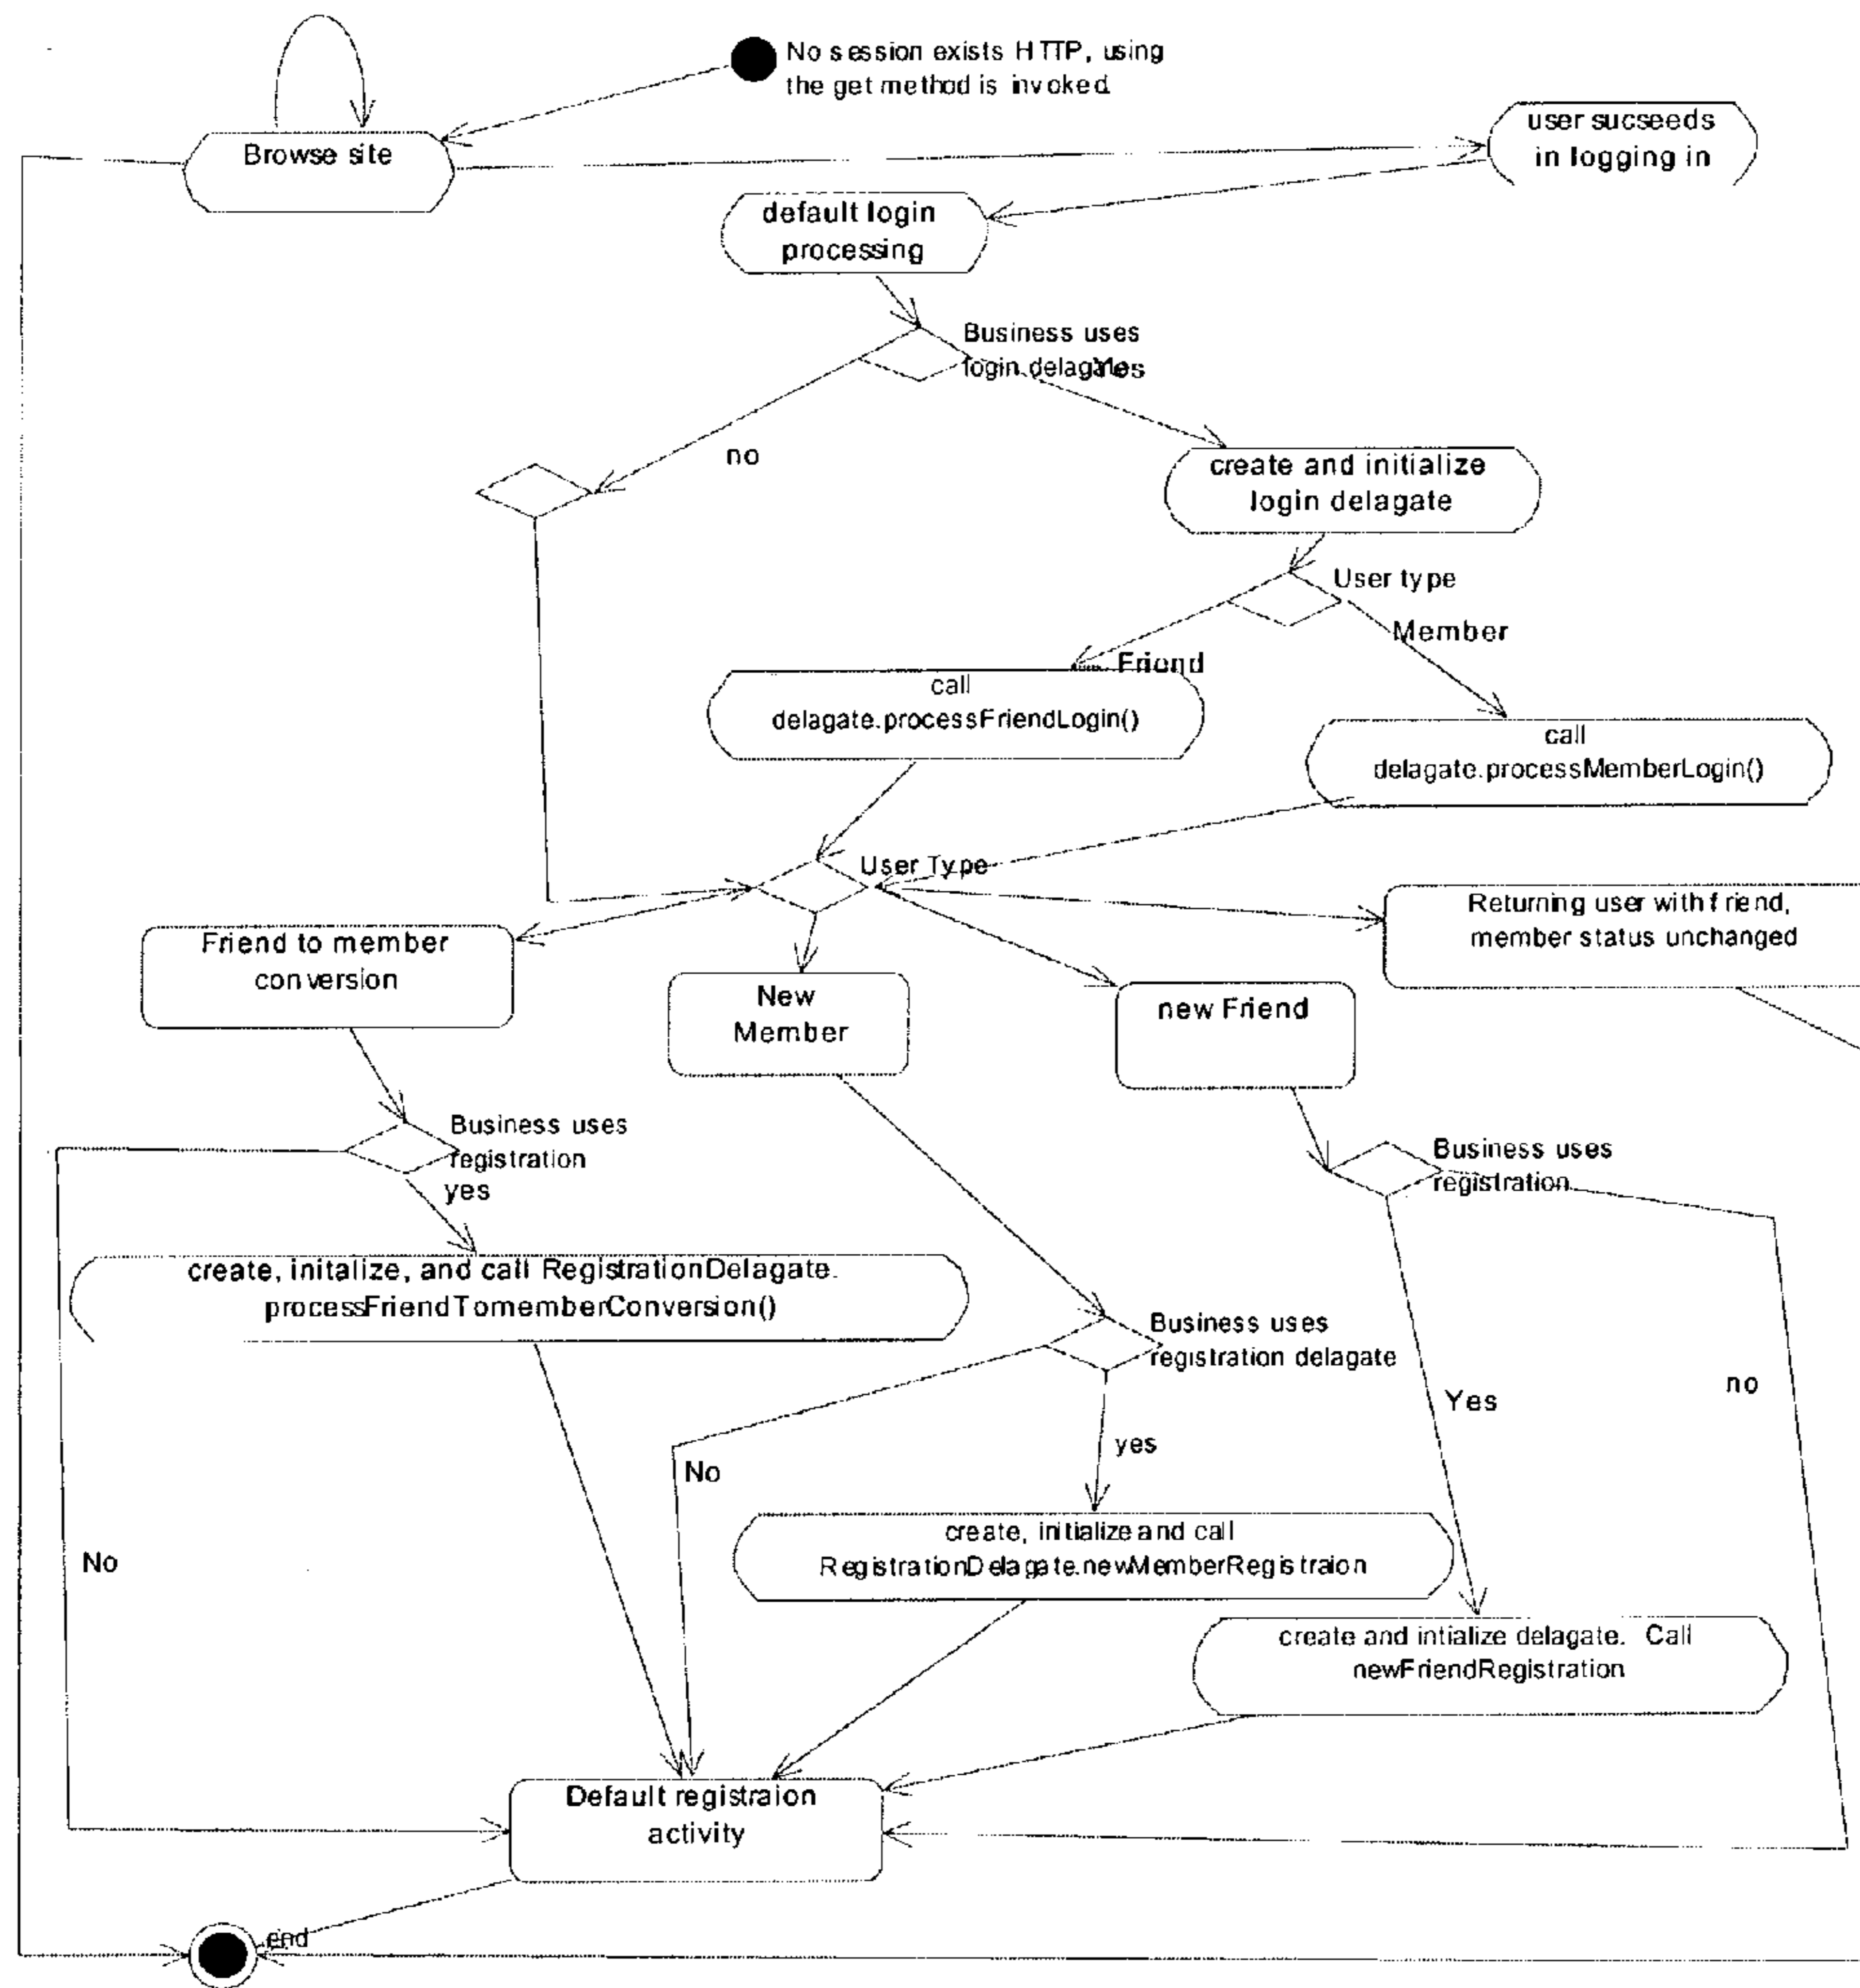 No session exists HTTP, using
the get method is invoked.
Browse site
user sucseeds
in logging in
default login
processing
Business uses
login delagate
Yes
no
create and initialize
login delagate
User type
Member
Friend
call
delagate.processFriendLogin()
call
delagate.processMemberLogin()
User Type
Returning user with friend,
member status unchanged
Friend to member
conversion
New
Member
new Friend
Business uses
registration
yes
Business uses
registration
create, initalize, and call RegistrationDelagate.
processFriendTomemberConversion()
Business uses
registration delagate
Yes
no
yes
No
No
create, initialize and call
RegistrationDelagate.newMemberRegistraion
create and intialize delagate. Call
newFriendRegistration
Default registraion
activity
end